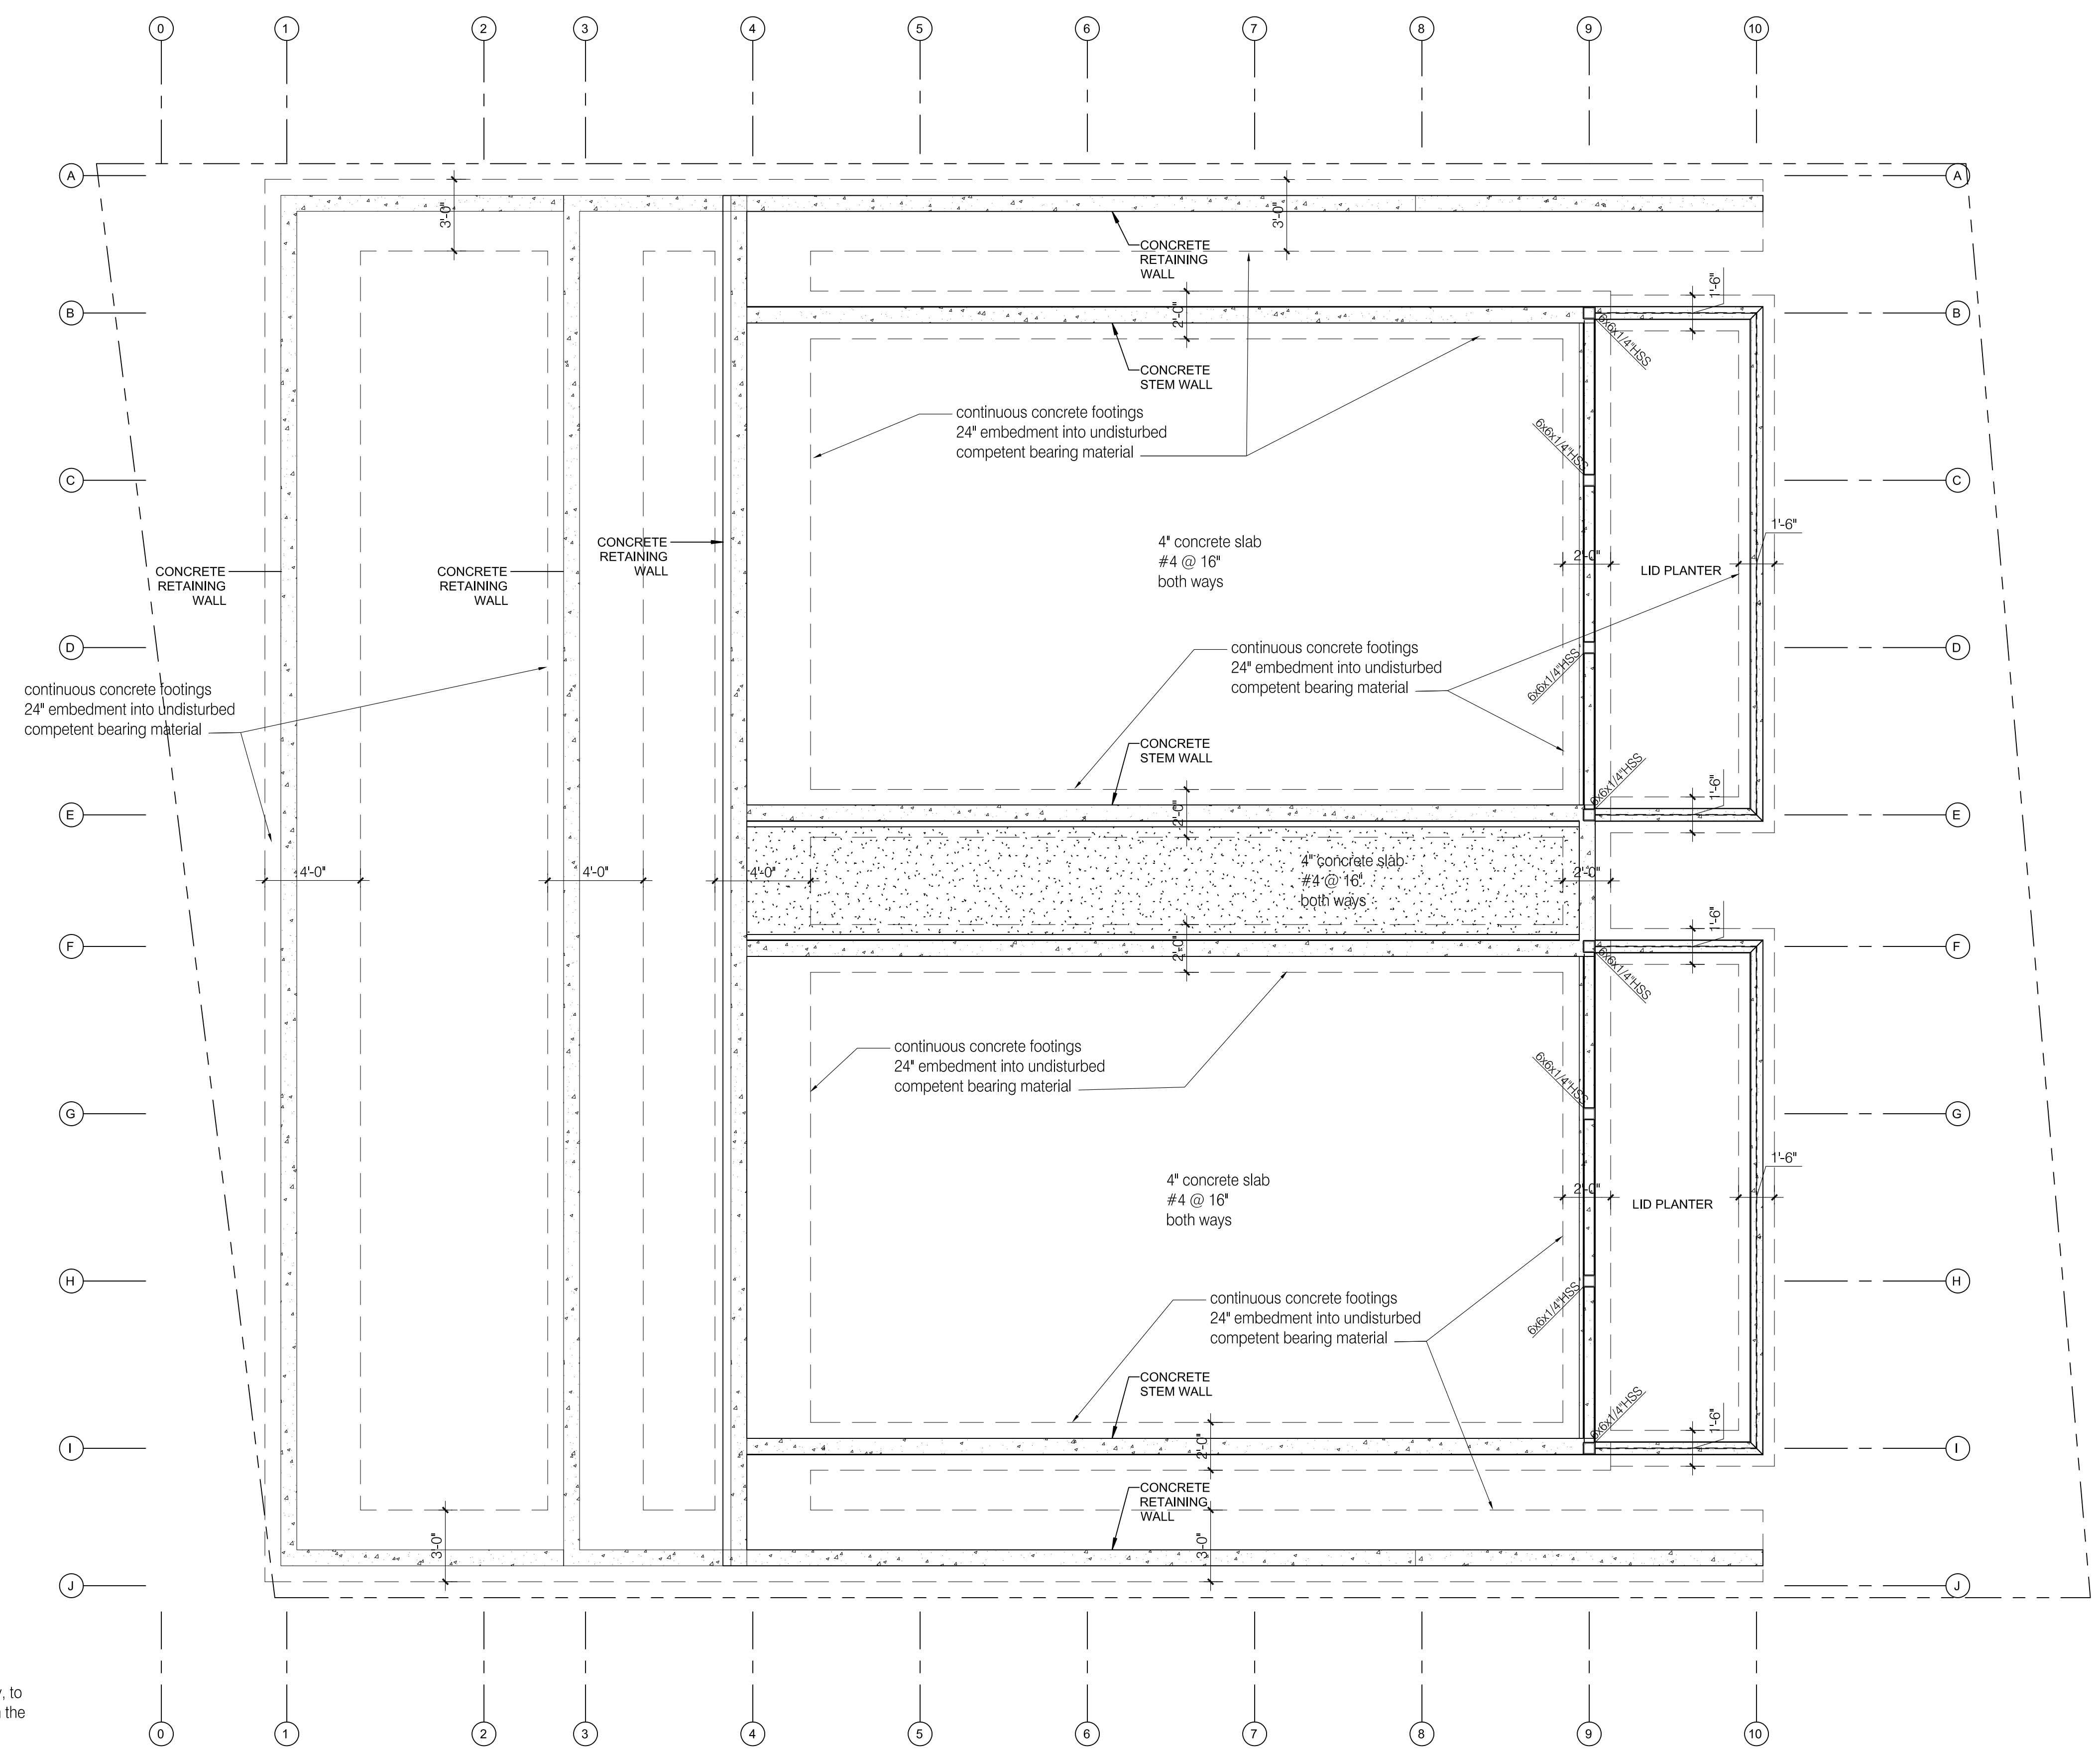 0
1
2
3
4
5
6
7
8
9
10
A
A
3'-0"
3'-0"
CONCRETE
RETAINING
WALL
1'-6"
B
B
2'-0"
6x6x1/4"HSS
CONCRETE
STEM WALL
continuous concrete footings
24" embedment into undisturbed
competent bearing material
6x6x1/4"HSS
C
C
CONCRETE
RETAINING
WALL
CONCRETE
RETAINING
WALL
CONCRETE
RETAINING
WALL
4" concrete slab
#4 @ 16"
both ways
2'-0"
LID PLANTER
1'-6"
D
D
continuous concrete footings
24" embedment into undisturbed
competent bearing material
continuous concrete footings
24" embedment into undisturbed
competent bearing material
6x6x1/4"HSS
CONCRETE
STEM WALL
6x6x1/4"HSS
1'-6"
E
E
2'-0"
4'-0"
4'-0"
4'-0"
4" concrete slab
#4 @ 16"
both ways
2'-0"
1'-6"
F
F
2'-0"
6x6x1/4"HSS
continuous concrete footings
24" embedment into undisturbed
competent bearing material
6x6x1/4"HSS
G
G
4" concrete slab
#4 @ 16"
both ways
2'-0"
LID PLANTER
1'-6"
H
H
continuous concrete footings
24" embedment into undisturbed
competent bearing material
6x6x1/4"HSS
CONCRETE
STEM WALL
6x6x1/4"HSS
1'-6"
I
I
2'-0"
CONCRETE
RETAINING
WALL
3'-0"
3'-0"
J
J
, to
the
0
1
2
3
4
5
6
7
8
9
10